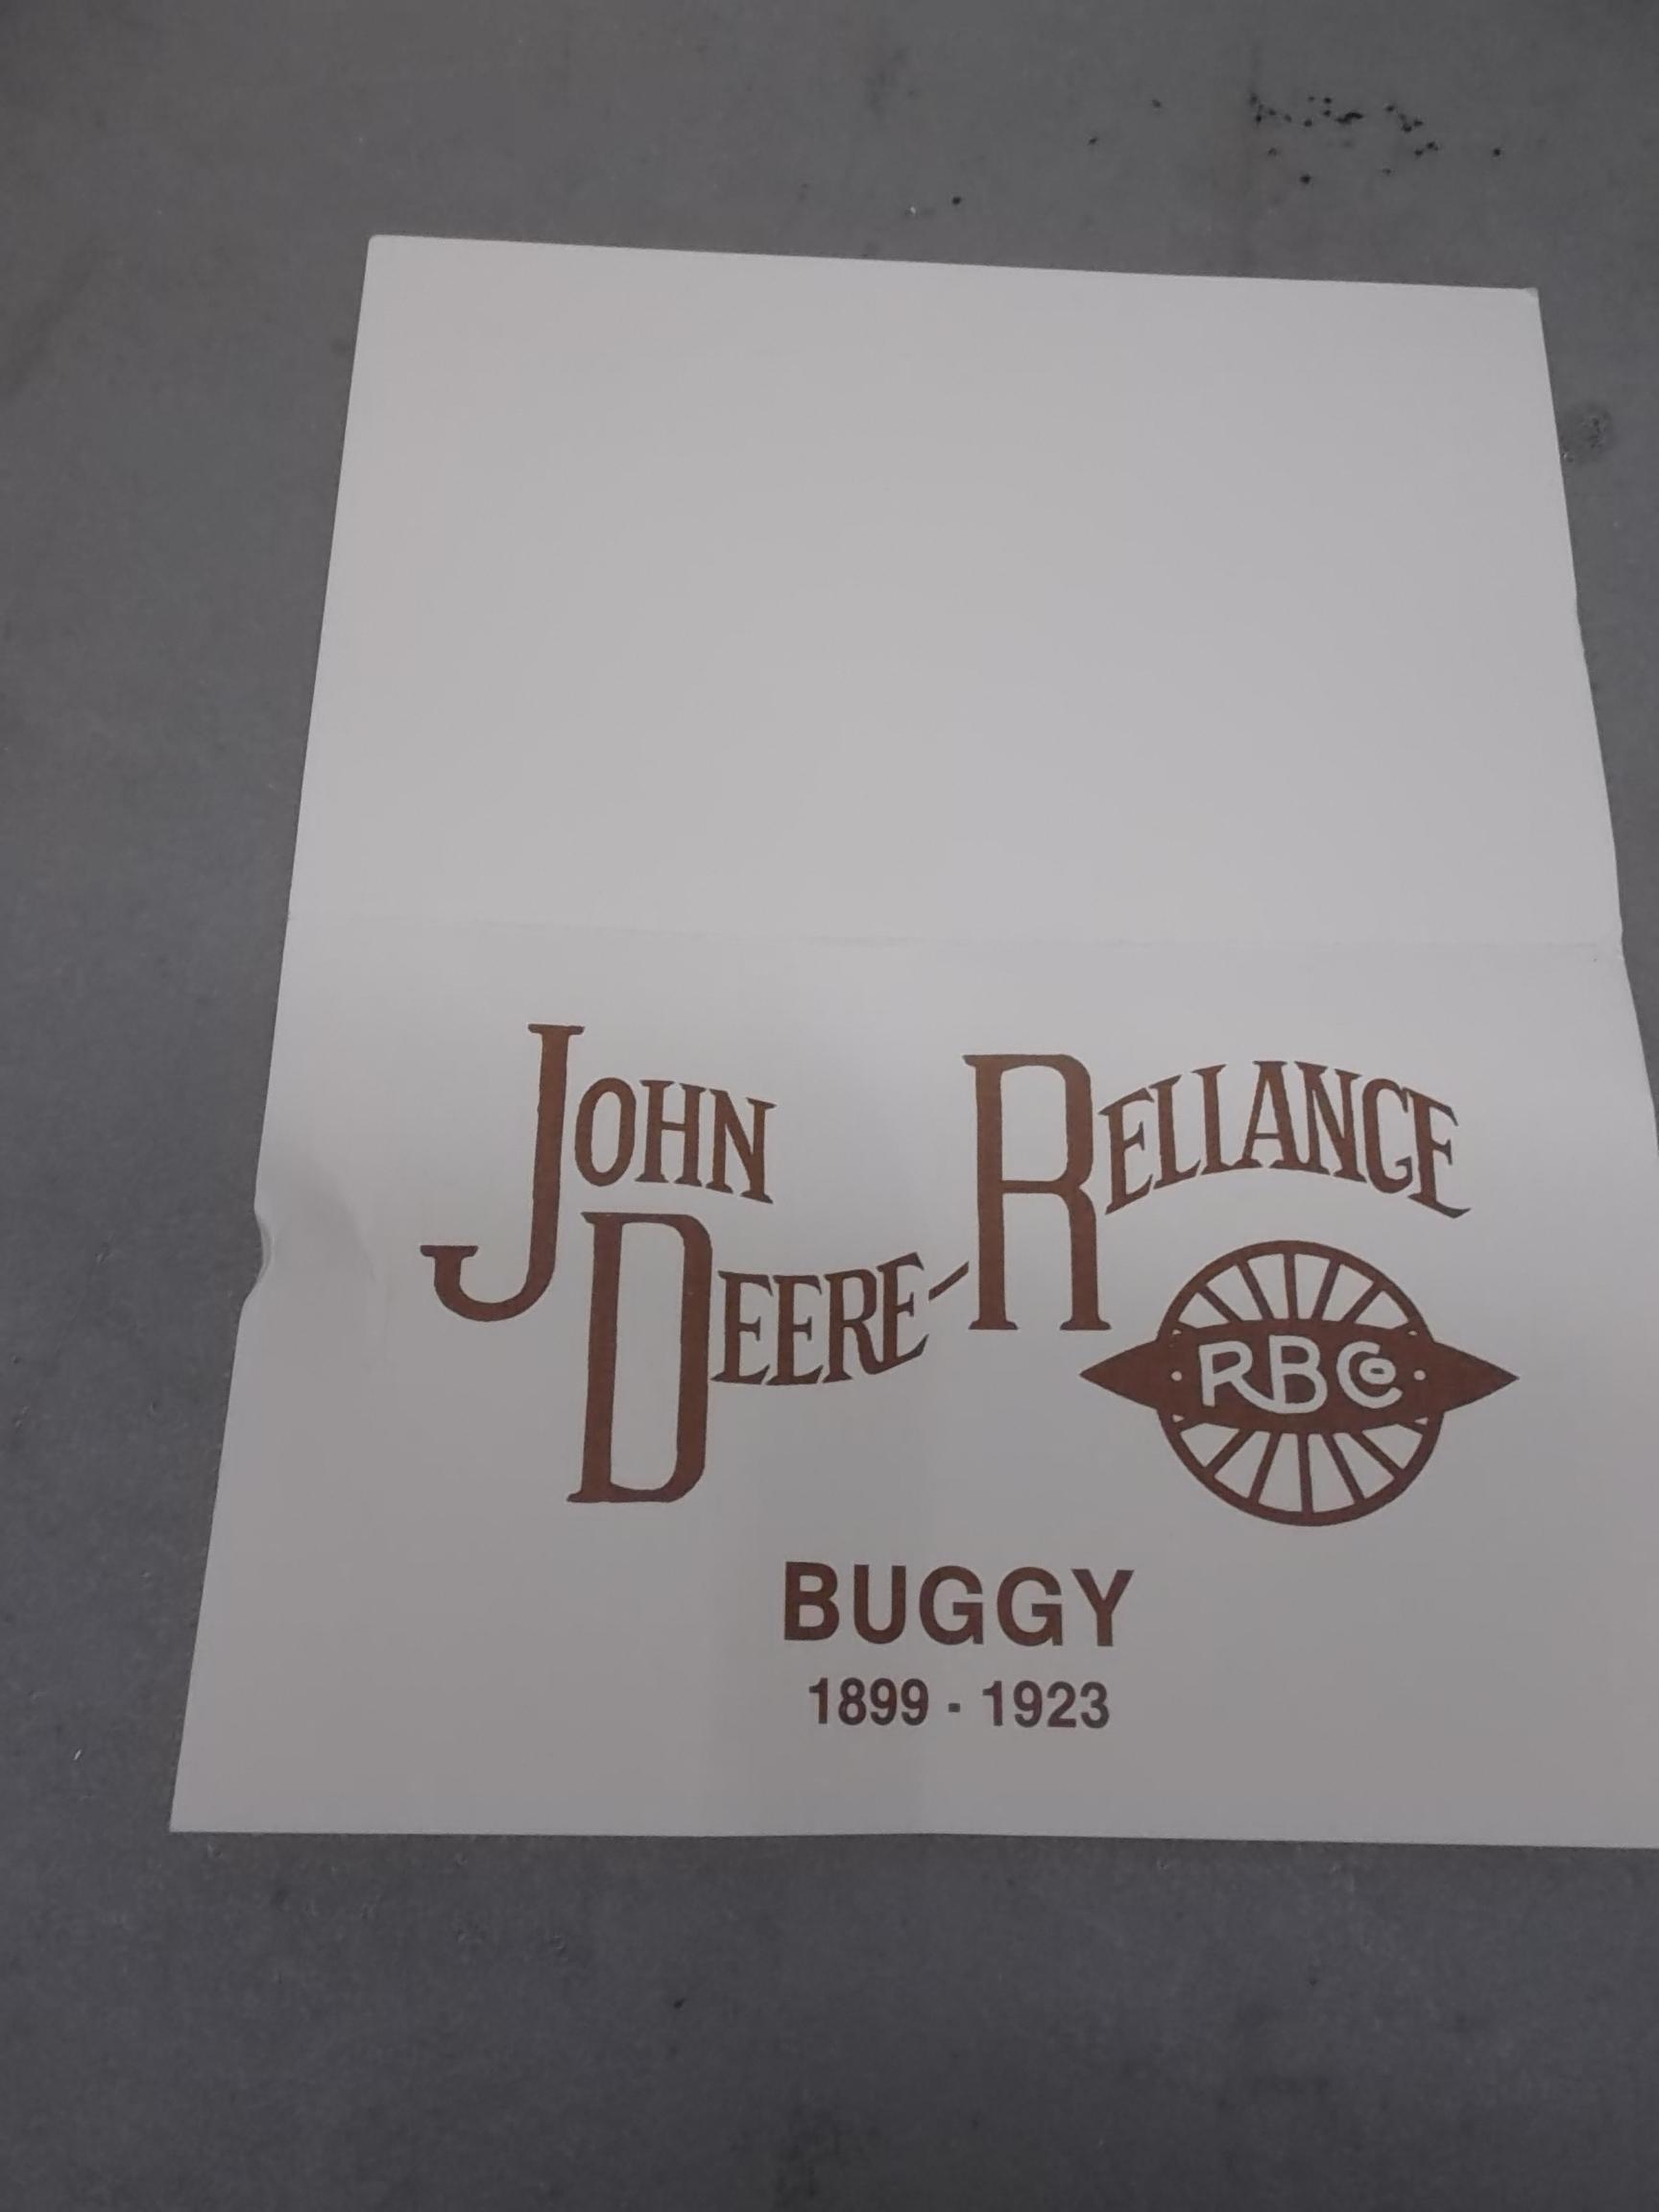 JOHN
DEERE-RELIANCE
RBCo
BUGGY
1899 - 1923